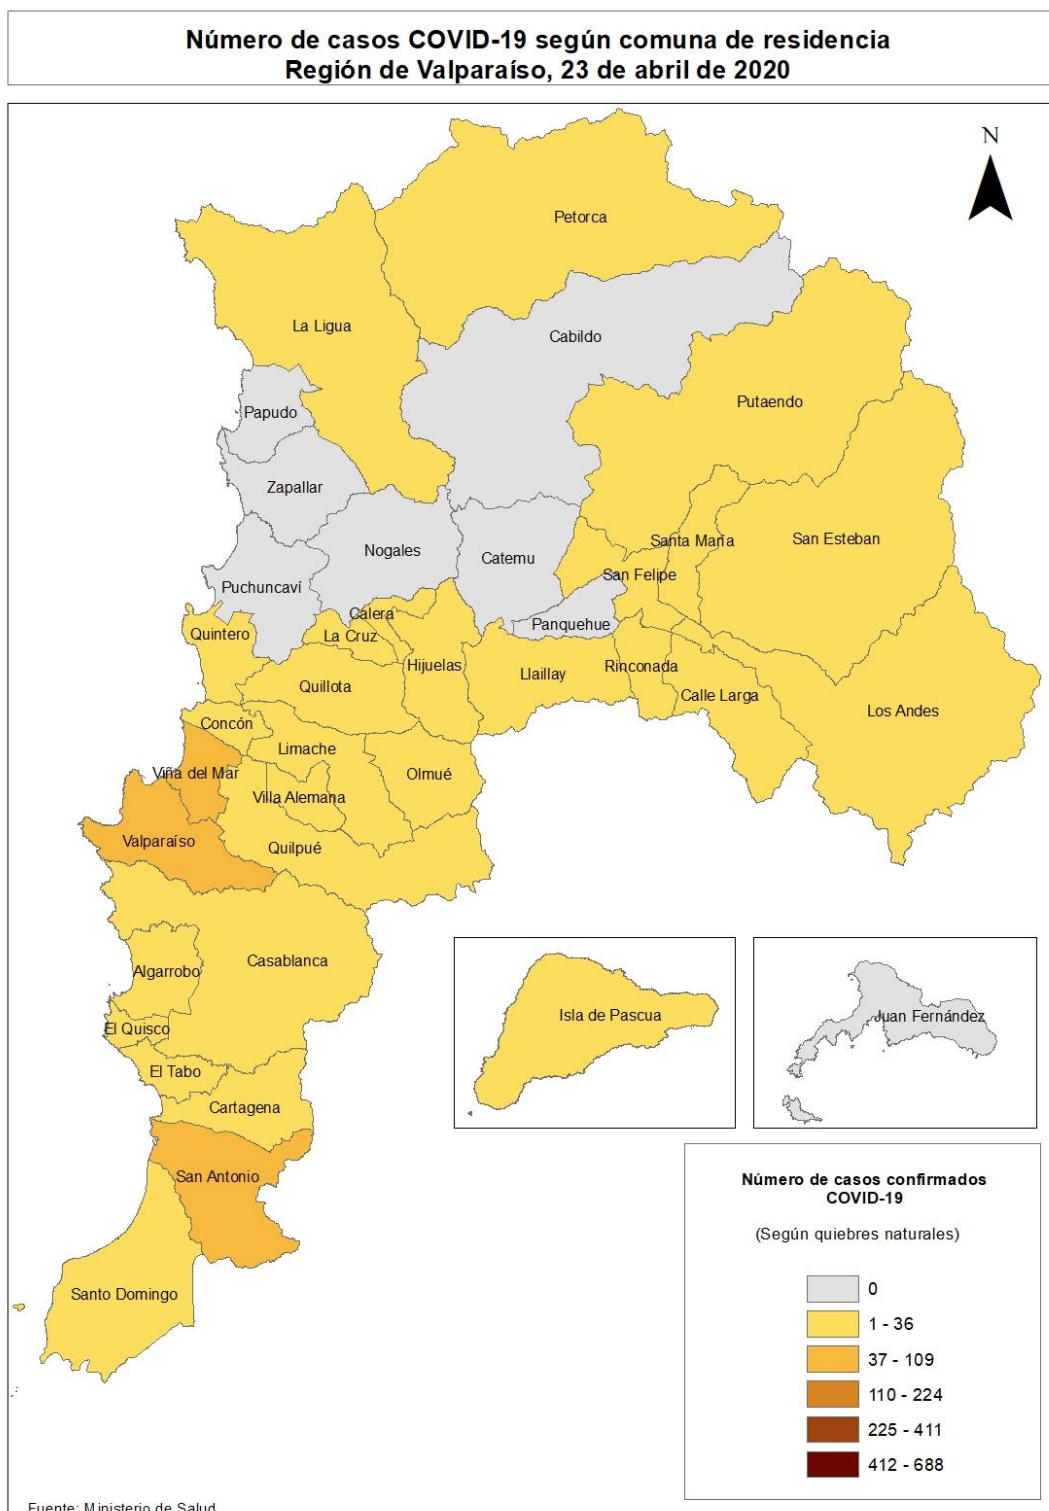 Número de casos COVID-19 según comuna de residencia
Región de Valparaíso, 23 de abril de 2020
N
Petorca
La Ligua
Cabildo
Papudo
Putaendo
Zapallar
Santa María
San Esteban
Nogales
Catemu
San Felipe
Puchuncaví
Calera
Panquehue
Quintero
La Cruz
Hijuelas
Llaillay
Rinconada
Quillota
Calle Larga
Los Andes
Concón
Limache
Viña del Mar
Olmué
Villa Alemana
Valparaíso
Quilpué
Casablanca
Algarrobo
Isla de Pascua
Juan Fernández
El Quisco
El Tabo
Cartagena
San Antonio
Santo Domingo
Número de casos confirmados
COVID-19
(Según quiebres naturales)
0
1 - 36
37 - 109
110 - 224
225 - 411
412 - 688
Fuente: Ministerio de Salud